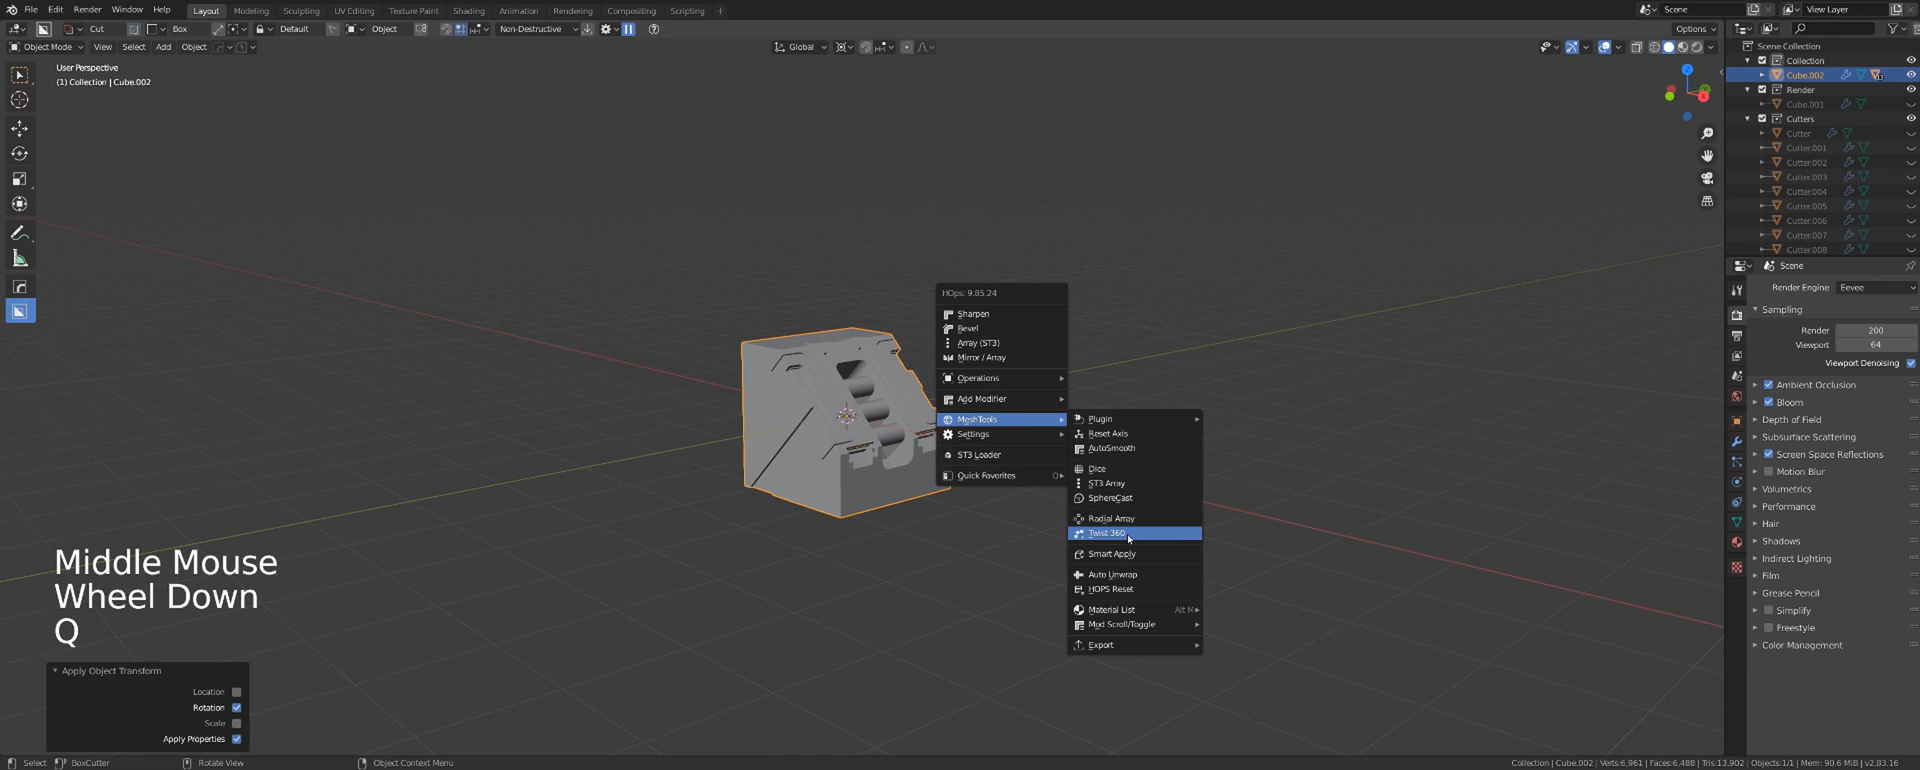 File Edit Render Window Help Layout Modeling Sculpting UV Editing Texture Paint Shading Animation Rendering Compositing Scripting + Scene View Layer
Cut Box Default Object Non-Destructive Options
Object Mode View Select Add Object Global
User Perspective
(1) Collection | Cube.002
Scene Collection
Collection
Cube.002
Render
Cube.001
Cutters
Cutter
Cutter.001
Cutter.002
Cutter.003
Cutter.004
Cutter.005
Cutter.006
Cutter.007
Cutter.008
Scene
Render Engine Eevee
Sampling
Render 200
Viewport 64
Viewport Denoising
Ambient Occlusion
Bloom
Depth of Field
Subsurface Scattering
Screen Space Reflections
Motion Blur
Volumetrics
Performance
Hair
Shadows
Indirect Lighting
Film
Grease Pencil
Simplify
Freestyle
Color Management
HOps: 9.85.24
Sharpen
Bevel
Array (ST3)
Mirror / Array
Operations
Add Modifier
MeshTools
Settings
ST3 Loader
Quick Favorites Q
Plugin
Reset Axis
AutoSmooth
Dice
ST3 Array
SphereCast
Radial Array
Twist 360
Smart Apply
Auto Unwrap
HOPS Reset
Material List Alt M
Mod Scroll/Toggle
Export
Middle Mouse
Wheel Down
Q
Apply Object Transform
Location
Rotation
Scale
Apply Properties
Select BoxCutter Rotate View Object Context Menu Collection | Cube.002 | Verts:6,961 | Faces:6,488 | Tris:13,902 | Objects:1/1 | Mem: 90.6 MiB | v2.83.16